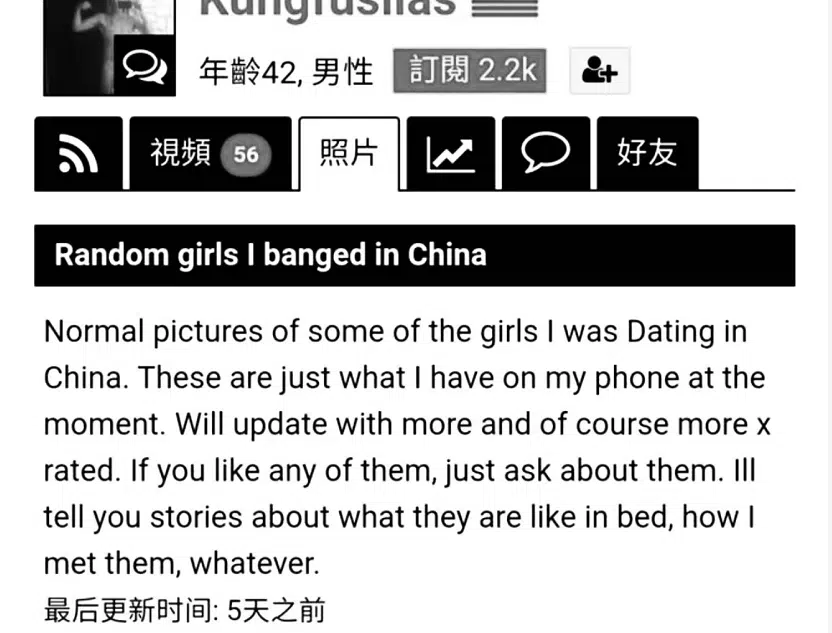 Kungfusilas
年齡42, 男性 訂閱 2.2k
視頻 56 照片 好友
Random girls I banged in China
Normal pictures of some of the girls I was Dating in
China. These are just what I have on my phone at the
moment. Will update with more and of course more x
rated. If you like any of them, just ask about them. Ill
tell you stories about what they are like in bed, how I
met them, whatever.
最后更新时间: 5天之前